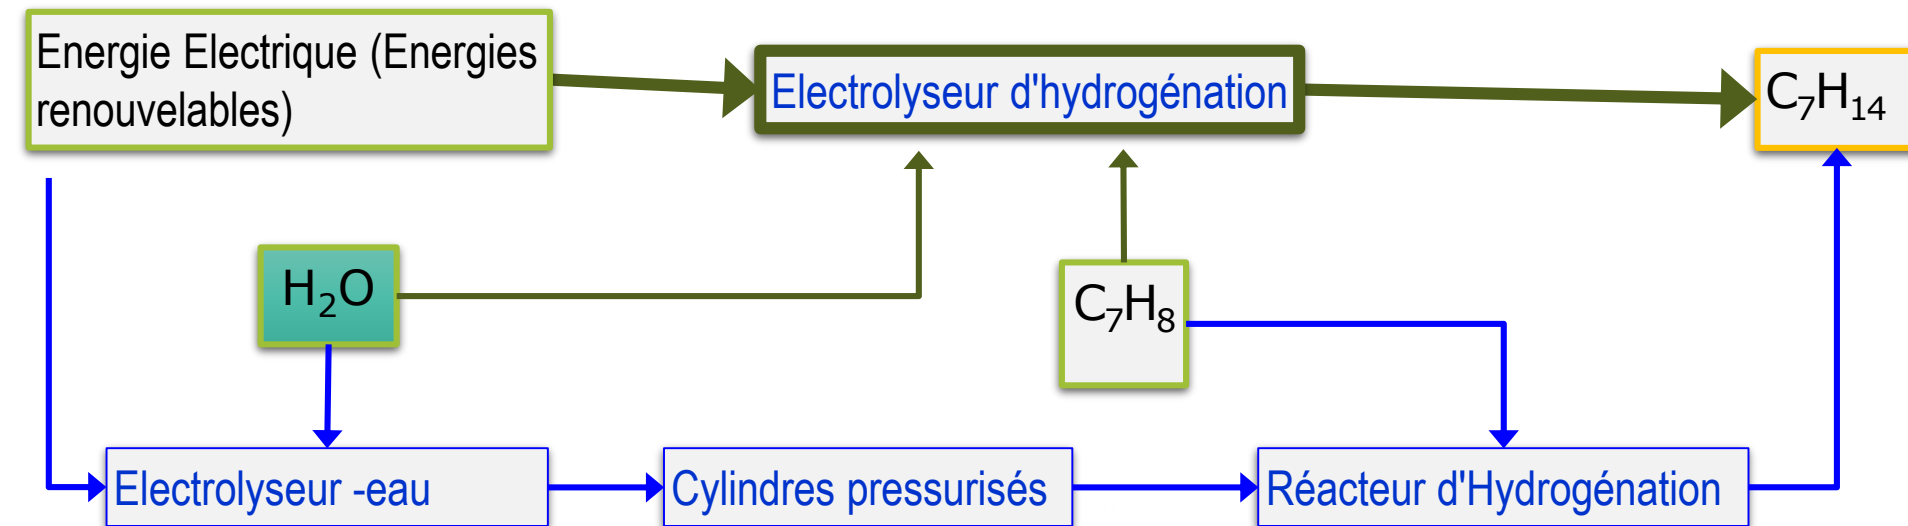 Energie Electrique (Energies
renouvelables)
Electrolyseur d'hydrogénation
C₇H₁₄
H₂O
C₇H₈
Electrolyseur -eau
Cylindres pressurisés
Réacteur d'Hydrogénation